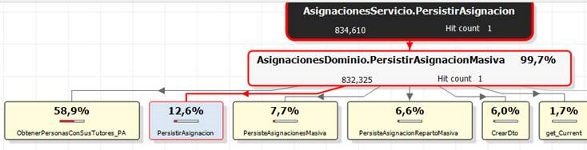 AsignacionesServicio.PersistirAsignacion
834,610 Hit count 1
AsignacionesDominio.PersistirAsignacionMasiva 99,7%
832,325 Hit count 1
58,9% 12,6% 7,7% 6,6% 6,0% 1,7%
ObtenerPersonasConSusTutores_PA PersistirAsignacion PersisteAsignacionesMasiva PersisteAsignacionRepartoMasiva CrearDto get_Current